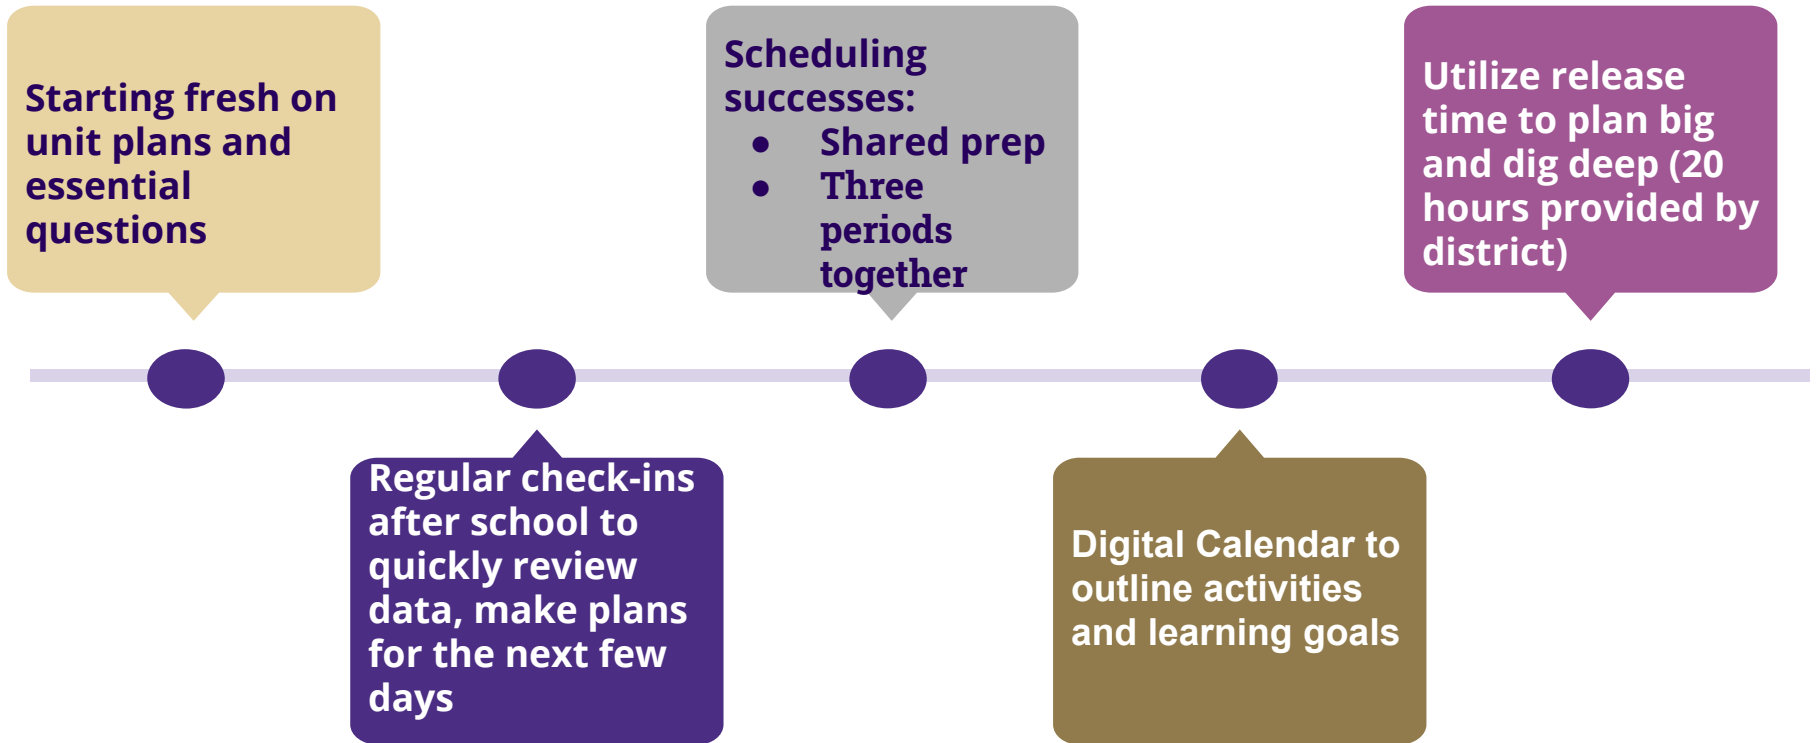 Starting fresh on
unit plans and
essential
questions
Regular check-ins
after school to
quickly review
data, make plans
for the next few
days
Scheduling
successes:
● Shared prep
● Three
periods
together
Digital Calendar to
outline activities
and learning goals
Utilize release
time to plan big
and dig deep (20
hours provided by
district)